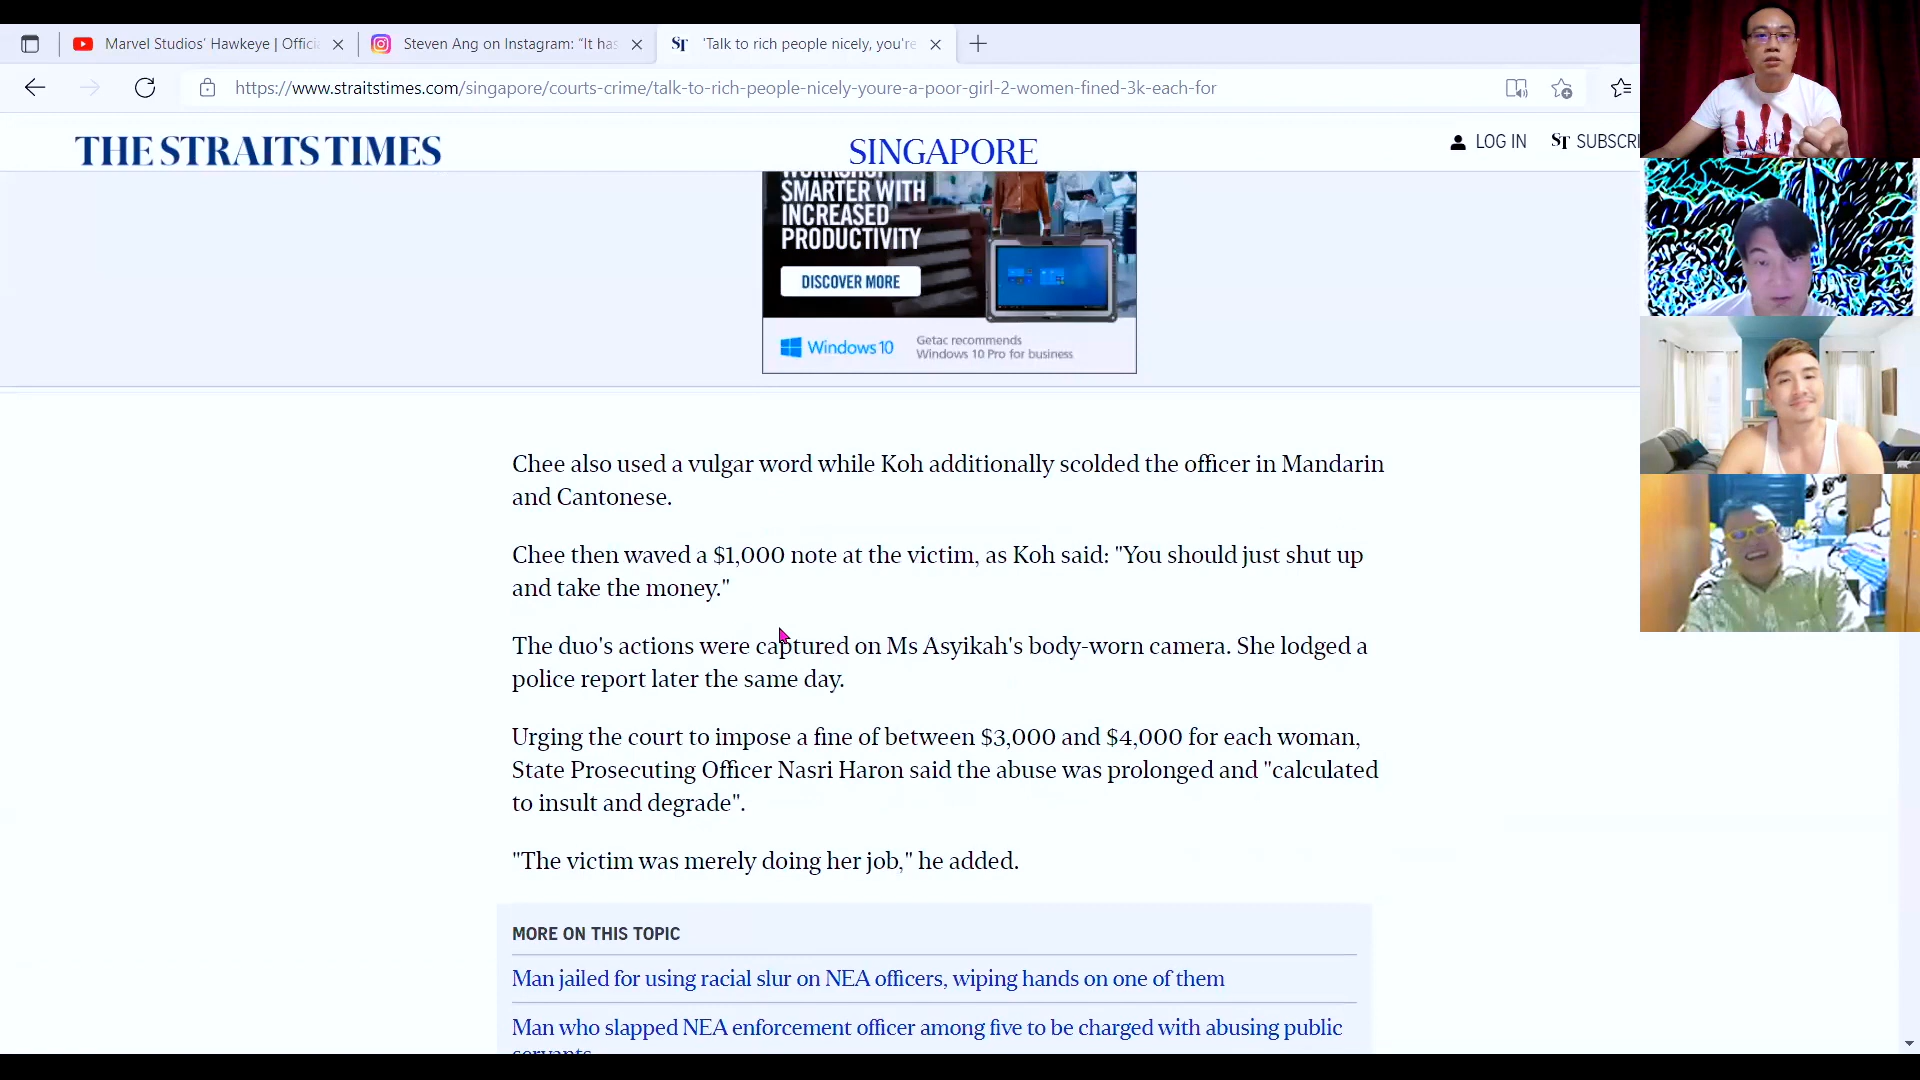 Marvel Studios' Hawkeye | Offici
Steven Ang on Instagram: “It has
ST 'Talk to rich people nicely, you're
https://www.straitstimes.com/singapore/courts-crime/talk-to-rich-people-nicely-youre-a-poor-girl-2-women-fined-3k-each-for
THE STRAITS TIMES
SINGAPORE
LOG IN
ST SUBSCRI
SMARTER WITH
INCREASED
PRODUCTIVITY
DISCOVER MORE
Windows 10
Getac recommends
Windows 10 Pro for business
Chee also used a vulgar word while Koh additionally scolded the officer in Mandarin
and Cantonese.
Chee then waved a $1,000 note at the victim, as Koh said: "You should just shut up
and take the money."
The duo's actions were captured on Ms Asyikah's body-worn camera. She lodged a
police report later the same day.
Urging the court to impose a fine of between $3,000 and $4,000 for each woman,
State Prosecuting Officer Nasri Haron said the abuse was prolonged and "calculated
to insult and degrade".
"The victim was merely doing her job," he added.
MORE ON THIS TOPIC
Man jailed for using racial slur on NEA officers, wiping hands on one of them
Man who slapped NEA enforcement officer among five to be charged with abusing public
servants